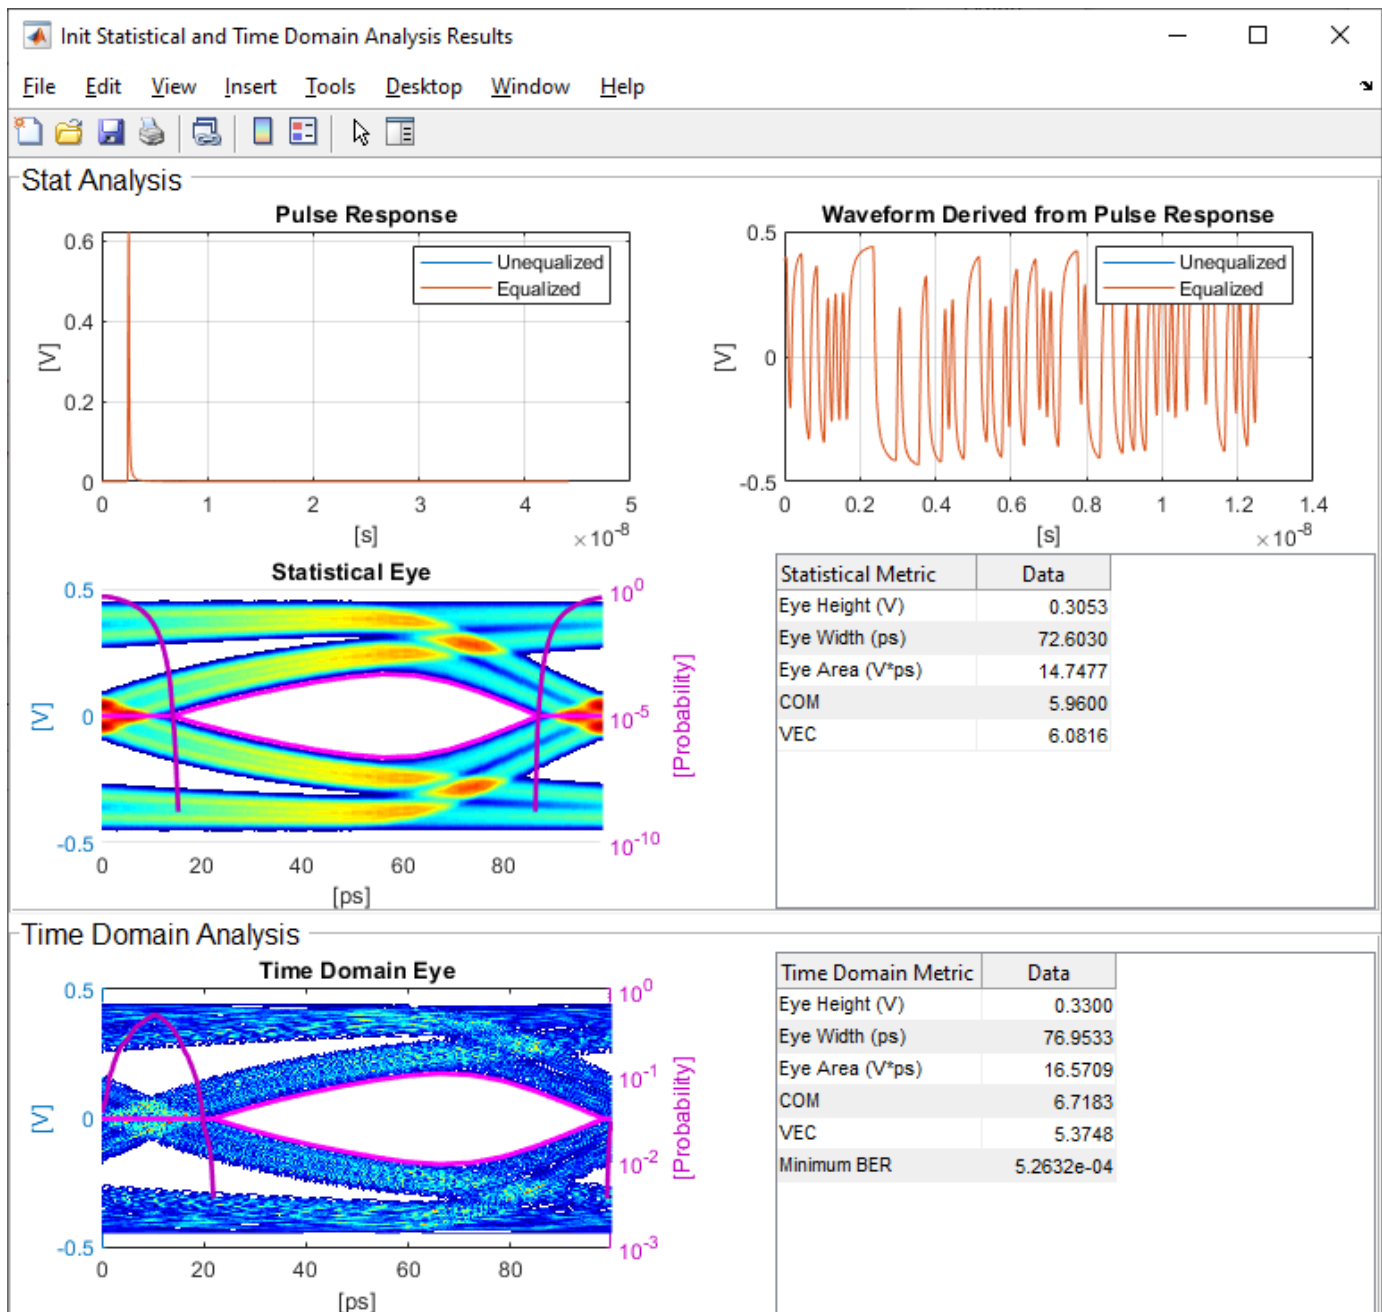 Init Statistical and Time Domain Analysis Results
File Edit View Insert Tools Desktop Window Help
Stat Analysis
Pulse Response
0.6
0.4
0.2
0
[V]
Unequalized
Equalized
0 1 2 3 4 5
[s]
×10^-8
Waveform Derived from Pulse Response
0.5
0
-0.5
[V]
Unequalized
Equalized
0 0.2 0.4 0.6 0.8 1 1.2 1.4
[s]
×10^-8
Statistical Eye
0.5
0
-0.5
[V]
10^0
10^-5
10^-10
[Probability]
0 20 40 60 80
[ps]
Statistical Metric Data
Eye Height (V) 0.3053
Eye Width (ps) 72.6030
Eye Area (V*ps) 14.7477
COM 5.9600
VEC 6.0816
Time Domain Analysis
Time Domain Eye
0.5
0
-0.5
[V]
10^0
10^-1
10^-2
10^-3
[Probability]
0 20 40 60 80
[ps]
Time Domain Metric Data
Eye Height (V) 0.3300
Eye Width (ps) 76.9533
Eye Area (V*ps) 16.5709
COM 6.7183
VEC 5.3748
Minimum BER 5.2632e-04